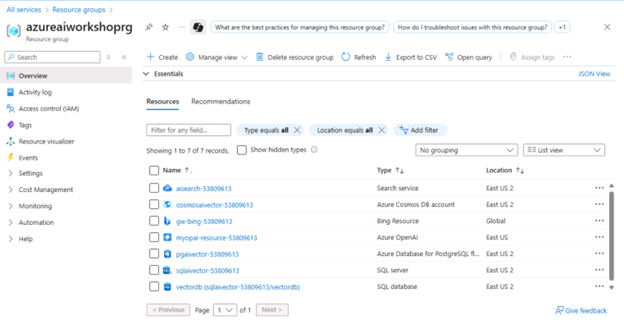 All services > Resource groups >
azureaiworkshoprg
Resource group
What are the best practices for managing this resource group?
How do I troubleshoot issues with this resource group?
+1
Search
Create
Manage view
Delete resource group
Refresh
Export to CSV
Open query
Assign tags
Overview
Activity log
Access control (IAM)
Tags
Resource visualizer
Events
Settings
Cost Management
Monitoring
Automation
Help
Essentials
JSON View
Resources Recommendations
Filter for any field...
Type equals all
Location equals all
Add filter
Showing 1 to 7 of 7 records.
Show hidden types
No grouping
List view
Name Type Location
aisearch-53809613 Search service East US 2
cosmosaivector-53809613 Azure Cosmos DB account East US 2
gw-bing-53809613 Bing Resource Global
myopai-resource-53809613 Azure OpenAI East US
pgaivector-53809613 Azure Database for PostgreSQL fl... East US 2
sqlaivector-53809613 SQL server East US 2
vectordb (sqlaivector-53809613/vectordb) SQL database East US 2
< Previous Page 1 of 1 Next >
Give feedback